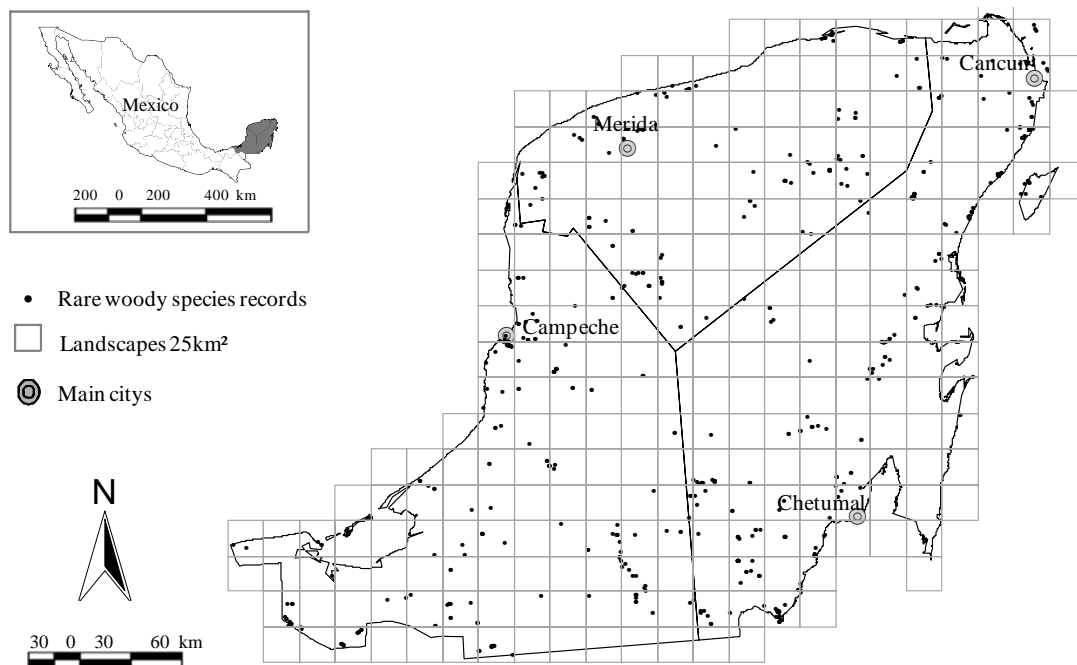 Mexico
200 0 200 400 km
Rare woody species records
Landscapes 25km²
Main citys
N
30 0 30 60 km
Cancun
Merida
Campeche
Chetumal